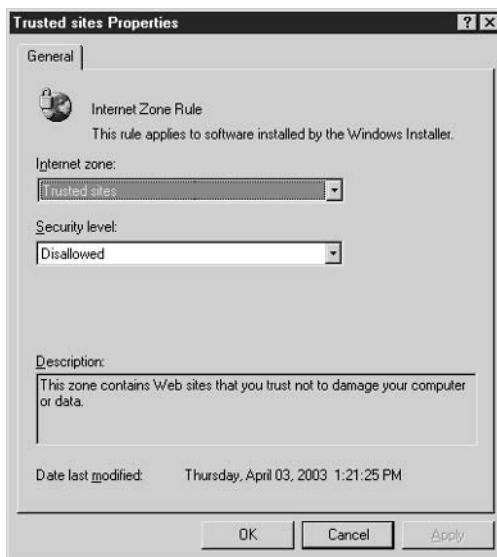 Trusted sites Properties
General
Internet Zone Rule
This rule applies to software installed by the Windows Installer.
Internet zone:
Trusted sites
Security level:
Disallowed
Description:
This zone contains Web sites that you trust not to damage your computer
or data.
Date last modified: Thursday, April 03, 2003 1:21:25 PM
OK Cancel Apply